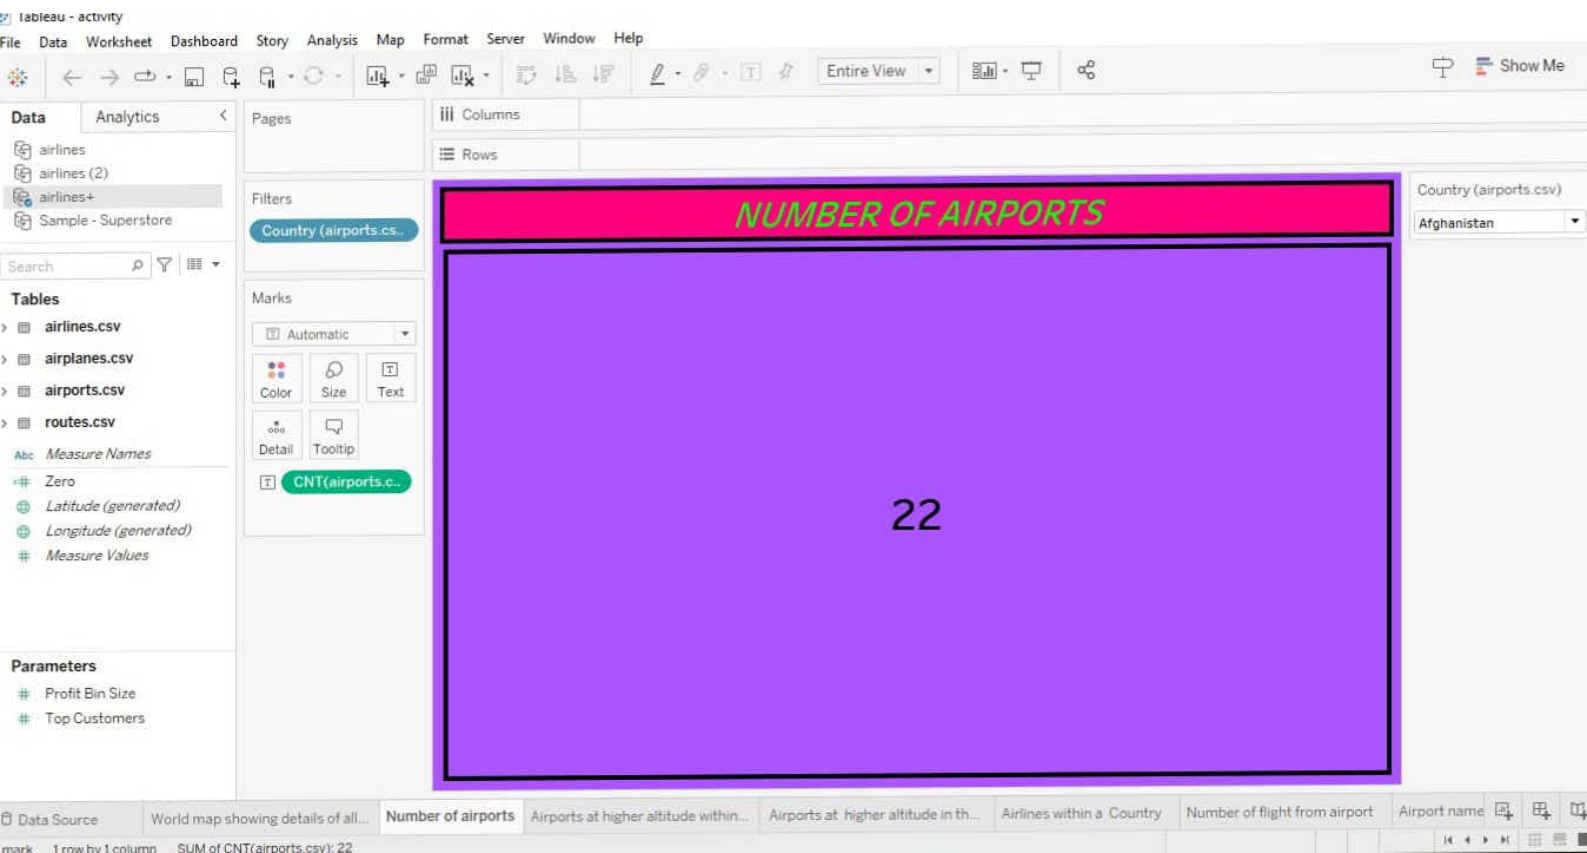 Tableau - activity
File Data Worksheet Dashboard Story Analysis Map Format Server Window Help
Entire View
Show Me
Data Analytics
Pages
Columns
Rows
airlines
airlines (2)
airlines+
Sample - Superstore
Filters
Country (airports.cs..
NUMBER OF AIRPORTS
Country (airports.csv)
Afghanistan
Search
Tables
airlines.csv
airplanes.csv
airports.csv
routes.csv
Abc Measure Names
Zero
Latitude (generated)
Longitude (generated)
Measure Values
Marks
Automatic
Color Size Text
Detail Tooltip
CNT(airports.c..
22
Parameters
Profit Bin Size
Top Customers
Data Source World map showing details of all... Number of airports Airports at higher altitude within... Airports at higher altitude in th... Airlines within a Country Number of flight from airport Airport name
mark 1 row by 1 column SUM of CNT(airports.csv): 22